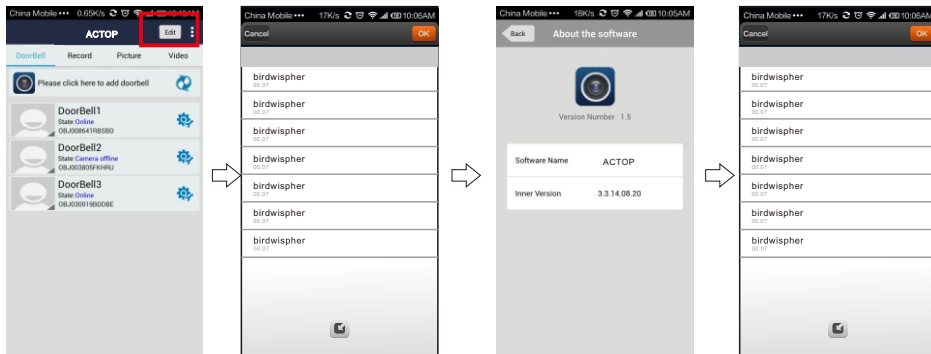 China Mobile ••• 0.65K/s
ACTOP
Edit
DoorBell Record Picture Video
Please click here to add doorbell
DoorBell1
State:Online
DoorBell2
State:Camera offline
DoorBell3
State:Online
China Mobile ••• 17K/s 10:06AM
Cancel OK
birdwispher
00.07
birdwispher
00.07
birdwispher
00.07
birdwispher
00.07
birdwispher
00.07
birdwispher
00.07
birdwispher
00.07
China Mobile ••• 18K/s 10:05AM
Back About the software
Version Number 1.5
Software Name ACTOP
Inner Version 3.3.14.08.20
China Mobile ••• 17K/s 10:06AM
Cancel OK
birdwispher
00.07
birdwispher
00.07
birdwispher
00.07
birdwispher
00.07
birdwispher
00.07
birdwispher
00.07
birdwispher
00.07